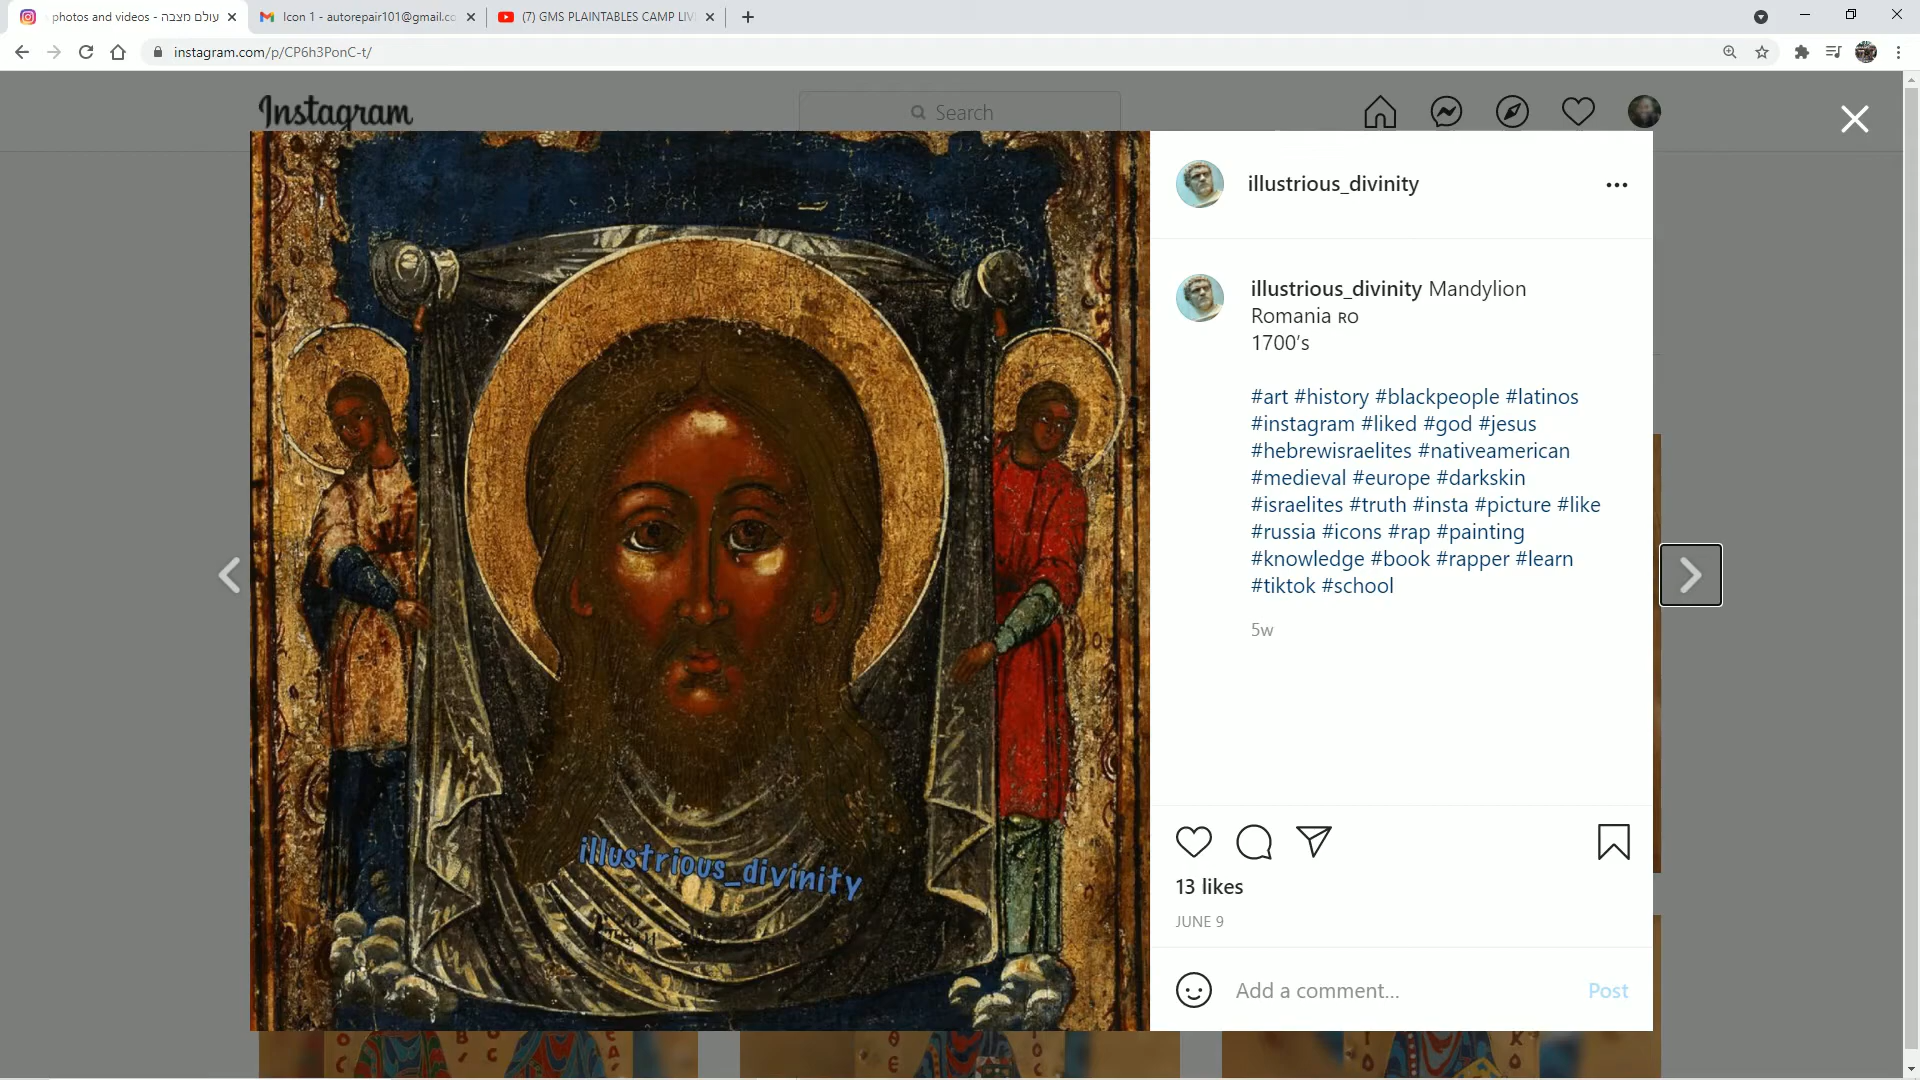 photos and videos - עולם מצבה
Icon 1 - autorepair101@gmail.co
(7) GMS PLAINTABLES CAMP LIV
instagram.com/p/CP6h3PonC-t/
Instagram
Search
illustrious_divinity
illustrious_divinity Mandylion
Romania RO
1700's
#art #history #blackpeople #latinos
#instagram #liked #god #jesus
#hebrewisraelites #nativeamerican
#medieval #europe #darkskin
#israelites #truth #insta #picture #like
#russia #icons #rap #painting
#knowledge #book #rapper #learn
#tiktok #school
5w
illustrious_divinity
13 likes
JUNE 9
Add a comment...
Post